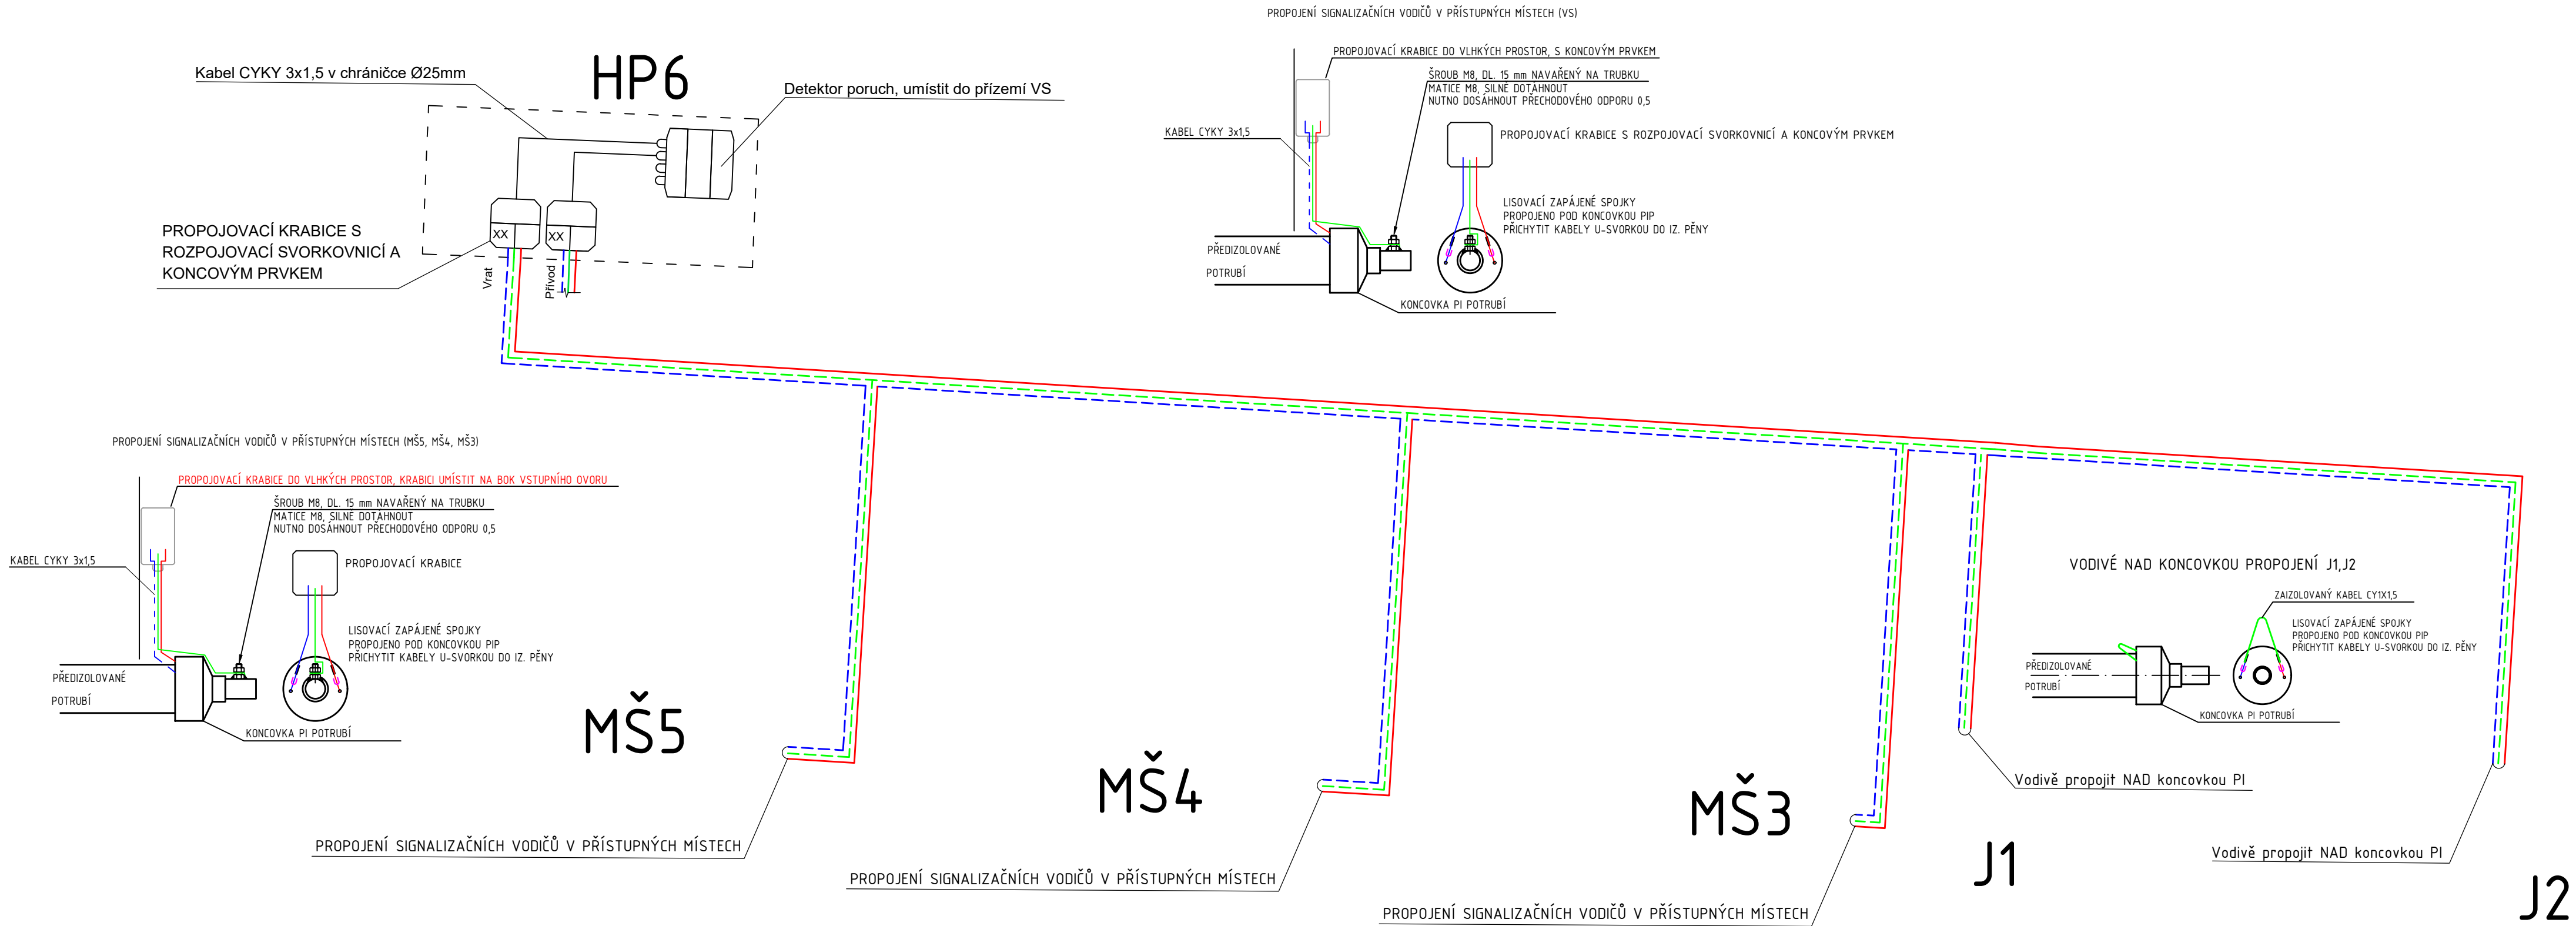 PROPOJENÍ SIGNALIZAČNÍCH VODIČŮ V PŘÍSTUPNÝCH MÍSTECH (VS)
HP6
Kabel CYKY 3x1,5 v chráničce Ø25mm
Detektor poruch, umístit do přízemí VS
PROPOJOVACÍ KRABICE S
ROZPOJOVACÍ SVORKOVNICÍ A
KONCOVÝM PRVKEM
XX
XX
Vrat
Přívod
PROPOJOVACÍ KRABICE DO VLHKÝCH PROSTOR, S KONCOVÝM PRVKEM
ŠROUB M8, DL. 15 mm NAVAŘENÝ NA TRUBKU
MATICE M8, SILNĚ DOTÁHNOUT
NUTNO DOSÁHNOUT PŘECHODOVÉHO ODPORU 0,5
KABEL CYKY 3x1,5
PROPOJOVACÍ KRABICE S ROZPOJOVACÍ SVORKOVNICÍ A KONCOVÝM PRVKEM
LISOVACÍ ZAPÁJENÉ SPOJKY
PROPOJENO POD KONCOVKOU PIP
PŘICHYTIT KABELY U-SVORKOU DO IZ. PĚNY
PŘEDIZOLOVANÉ
POTRUBÍ
KONCOVKA PI POTRUBÍ
PROPOJENÍ SIGNALIZAČNÍCH VODIČŮ V PŘÍSTUPNÝCH MÍSTECH (MŠ5, MŠ4, MŠ3)
PROPOJOVACÍ KRABICE DO VLHKÝCH PROSTOR, KRABICI UMÍSTIT NA BOK VSTUPNÍHO OVORU
ŠROUB M8, DL. 15 mm NAVAŘENÝ NA TRUBKU
MATICE M8, SILNĚ DOTÁHNOUT
NUTNO DOSÁHNOUT PŘECHODOVÉHO ODPORU 0,5
KABEL CYKY 3x1,5
PROPOJOVACÍ KRABICE
LISOVACÍ ZAPÁJENÉ SPOJKY
PROPOJENO POD KONCOVKOU PIP
PŘICHYTIT KABELY U-SVORKOU DO IZ. PĚNY
PŘEDIZOLOVANÉ
POTRUBÍ
KONCOVKA PI POTRUBÍ
VODIVÉ NAD KONCOVKOU PROPOJENÍ J1,J2
ZAIZOLOVANÝ KABEL CY1X1,5
LISOVACÍ ZAPÁJENÉ SPOJKY
PROPOJENO POD KONCOVKOU PIP
PŘICHYTIT KABELY U-SVORKOU DO IZ. PĚNY
PŘEDIZOLOVANÉ
POTRUBÍ
KONCOVKA PI POTRUBÍ
MŠ5
MŠ4
MŠ3
J1
J2
Vodivě propojit NAD koncovkou PI
Vodivě propojit NAD koncovkou PI
PROPOJENÍ SIGNALIZAČNÍCH VODIČŮ V PŘÍSTUPNÝCH MÍSTECH
PROPOJENÍ SIGNALIZAČNÍCH VODIČŮ V PŘÍSTUPNÝCH MÍSTECH
PROPOJENÍ SIGNALIZAČNÍCH VODIČŮ V PŘÍSTUPNÝCH MÍSTECH